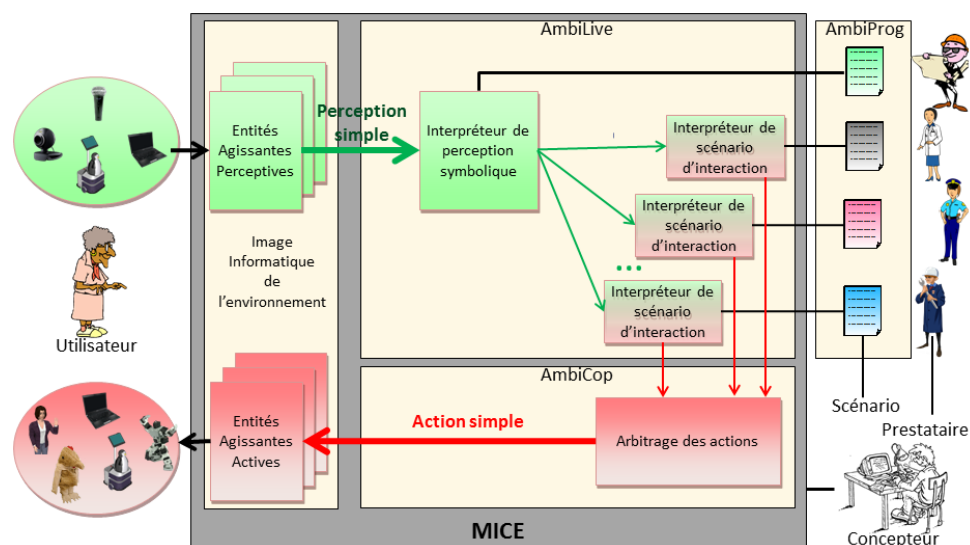 AmbiLive
AmbiProg
Entités
Agissantes
Perceptives
Perception
simple
Interpréteur de
perception
symbolique
Interpréteur de
scénario
d'interaction
Interpréteur de
scénario
d'interaction
...
Interpréteur de
scénario
d'interaction
Image
Informatique
de
l'environnement
Utilisateur
AmbiCop
Entités
Agissantes
Actives
Action simple
Arbitrage des actions
Scénario
Prestataire
Concepteur
MICE